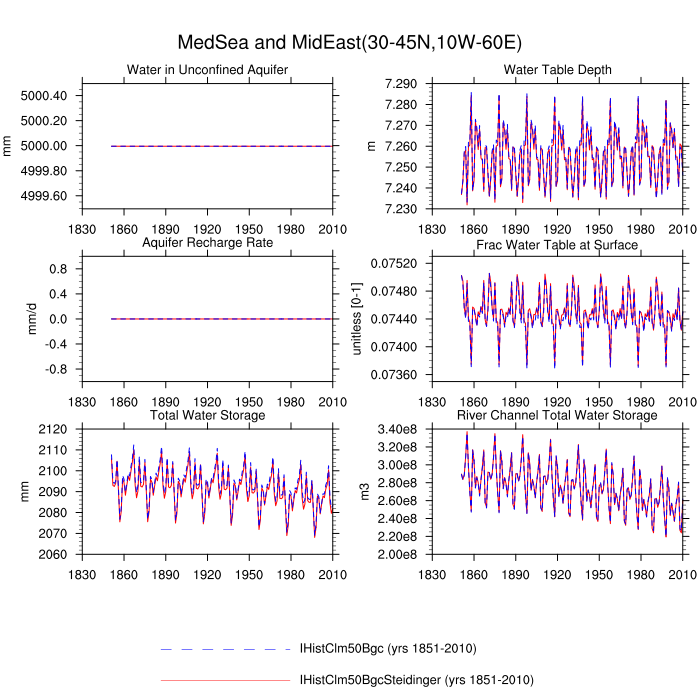 MedSea and MidEast(30-45N,10W-60E)
Water in Unconfined Aquifer
mm
5000.40
5000.20
5000.00
4999.80
4999.60
1830 1860 1890 1920 1950 1980 2010
Water Table Depth
m
7.290
7.280
7.270
7.260
7.250
7.240
7.230
1830 1860 1890 1920 1950 1980 2010
Aquifer Recharge Rate
mm/d
0.8
0.4
0.0
-0.4
-0.8
1830 1860 1890 1920 1950 1980 2010
Frac Water Table at Surface
unitless [0-1]
0.07520
0.07480
0.07440
0.07400
0.07360
1830 1860 1890 1920 1950 1980 2010
Total Water Storage
mm
2120
2110
2100
2090
2080
2070
2060
1830 1860 1890 1920 1950 1980 2010
River Channel Total Water Storage
m3
3.40e8
3.20e8
3.00e8
2.80e8
2.60e8
2.40e8
2.20e8
2.00e8
1830 1860 1890 1920 1950 1980 2010
IHistClm50Bgc (yrs 1851-2010)
IHistClm50BgcSteidinger (yrs 1851-2010)